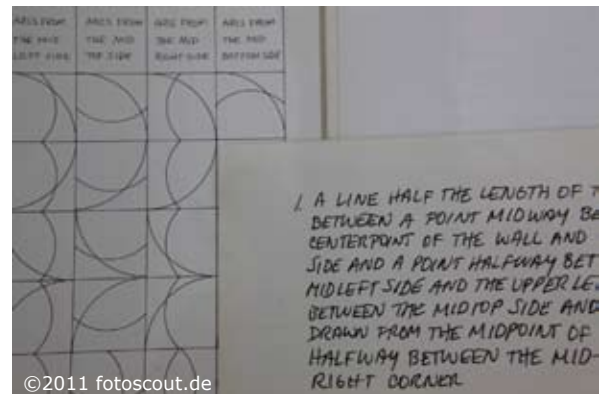 ARCS FROM
THE MID
LEFT SIDE
ARCS FROM
THE MID
TOP SIDE
ARCS FROM
THE MID
RIGHT SIDE
ARCS FROM
THE MID
BOTTOM SIDE
1. A LINE HALF THE LENGTH OF
BETWEEN A POINT MIDWAY
CENTERPOINT OF THE WALL AND
SIDE AND A POINT HALFWAY
MIDLEFT SIDE AND THE UPPER
BETWEEN THE MIDTOP SIDE AND
DRAWN FROM THE MIDPOINT OF
HALFWAY BETWEEN THE MID-
RIGHT CORNER
©2011 fotoscout.de